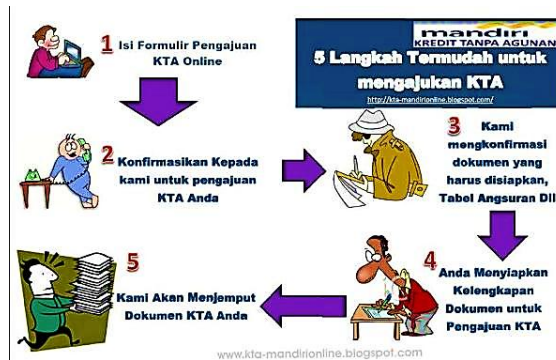 mandiri
KREDIT TANPA AGUNAN
5 Langkah Termudah untuk
mengajukan KTA
http://kta-mandirionline.blogspot.com/
1 Isi Formulir Pengajuan
KTA Online
2 Konfirmasikan Kepada
kami untuk pengajuan
KTA Anda
3 Kami
mengkonfirmasi
dokumen yang
harus disiapkan,
Tabel Angsuran Dll
4 Anda Menyiapkan
Kelengkapan
Dokumen untuk
Pengajuan KTA
5
Kami Akan Menjemput
Dokumen KTA Anda
www.kta-mandirionline.blogspot.com